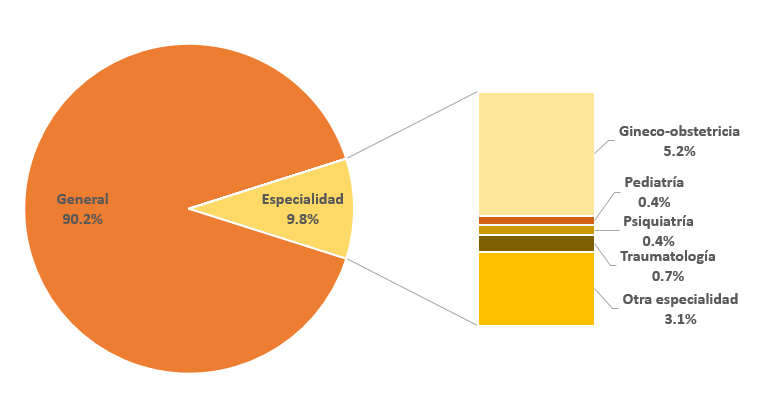 General
90.2%
Especialidad
9.8%
Gineco-obstetricia
5.2%
Pediatría
0.4%
Psiquiatría
0.4%
Traumatología
0.7%
Otra especialidad
3.1%